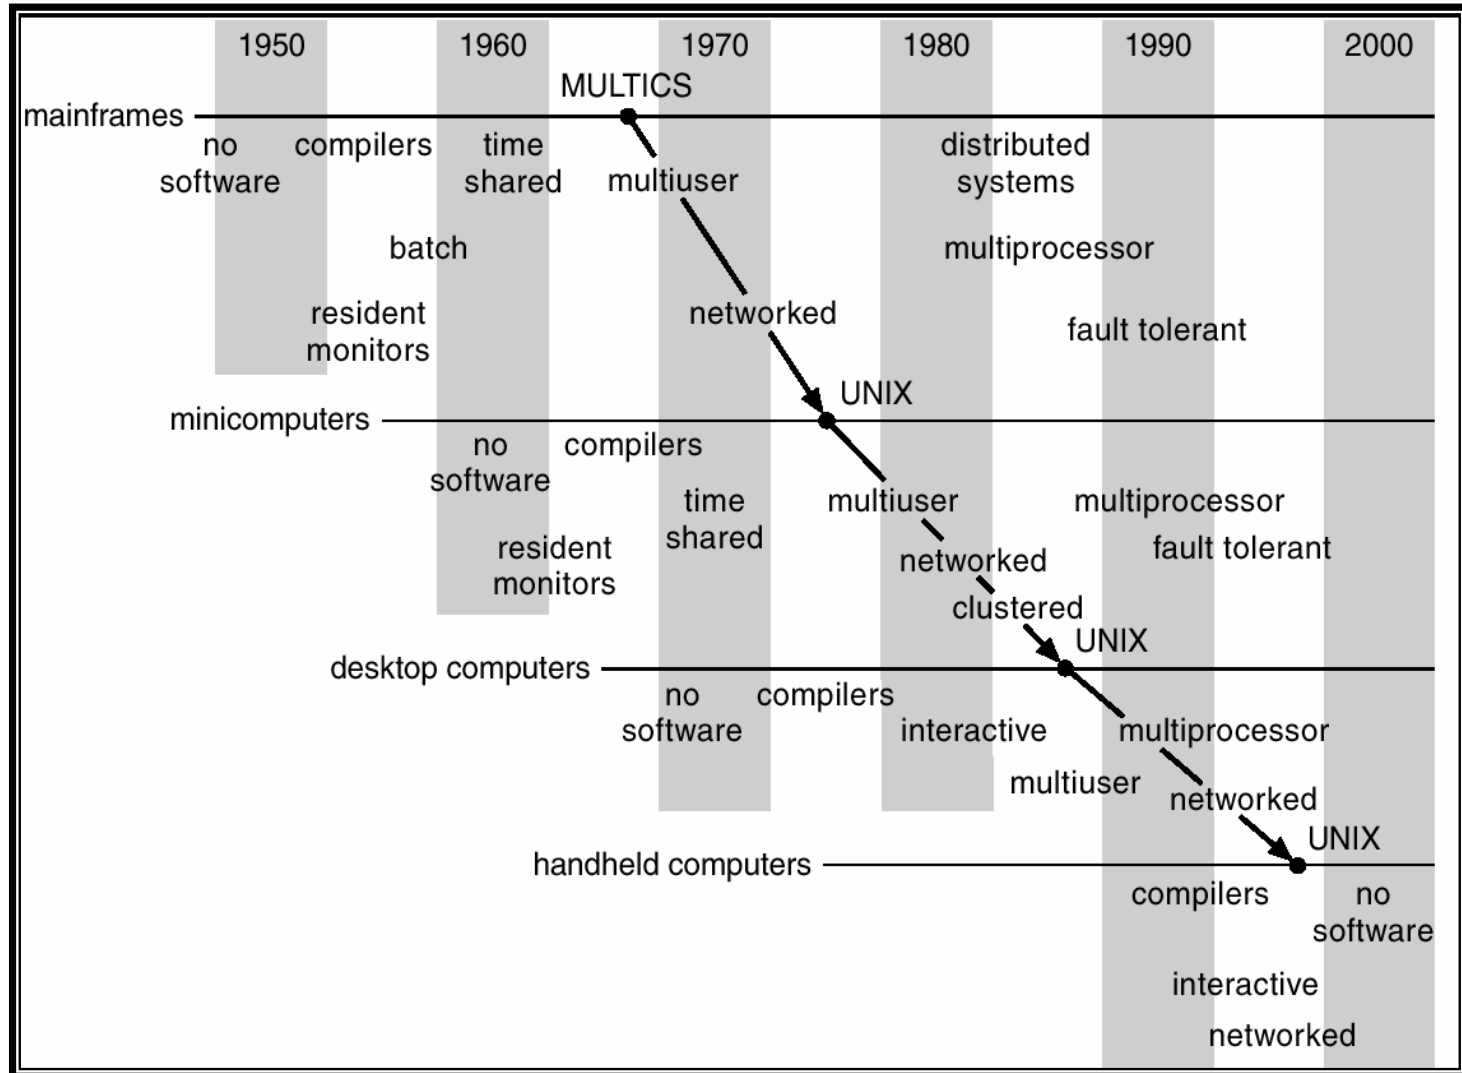 1950 1960 1970 1980 1990 2000
MULTICS
mainframes
no compilers time distributed
software shared multiuser systems
batch multiprocessor
resident networked fault tolerant
monitors
UNIX
minicomputers
no compilers
software
time multiuser multiprocessor
shared
resident networked fault tolerant
monitors
clustered
UNIX
desktop computers
no compilers
software interactive multiprocessor
multiuser
networked
UNIX
handheld computers
compilers no
software
interactive
networked